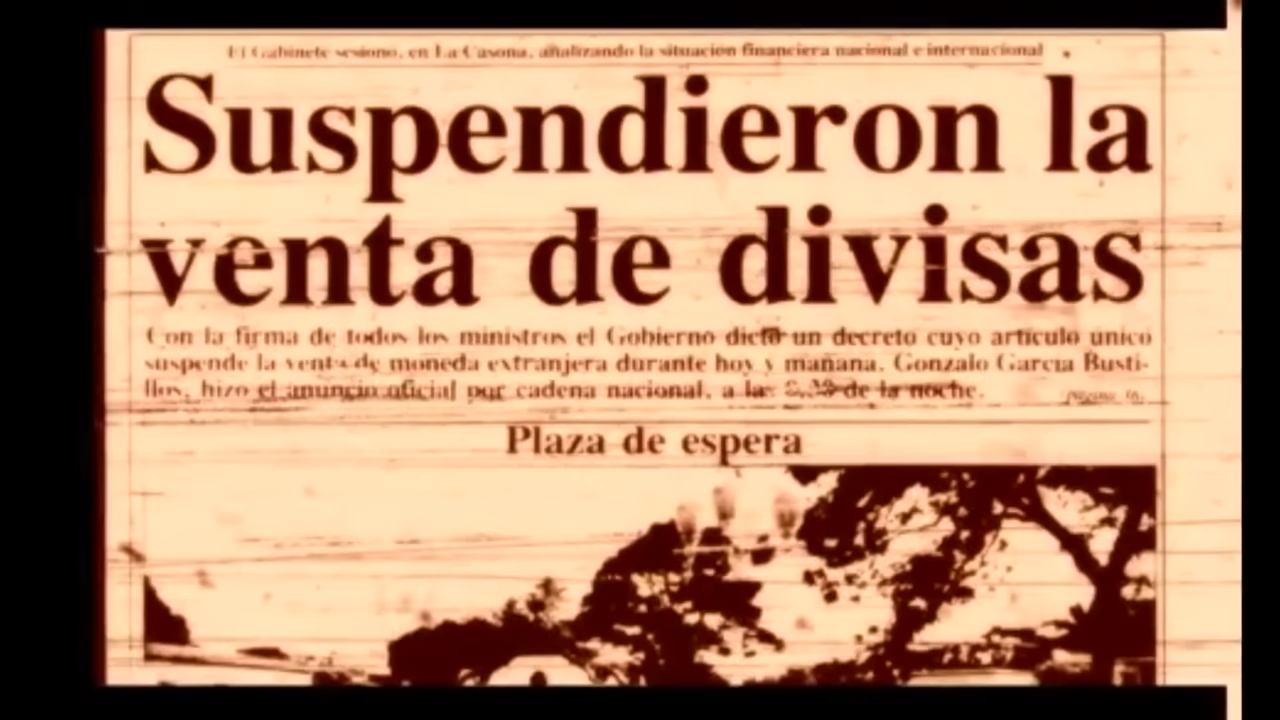 El Gabinete sesionó, en La Casona, analizando la situación financiera nacional e internacional
Suspendieron la
venta de divisas
Con la firma de todos los ministros el Gobierno dictó un decreto cuyo artículo único
suspende la venta de moneda extranjera durante hoy y mañana. Gonzalo García Busti-
llos, hizo el anuncio oficial por cadena nacional, a las de la noche.
Plaza de espera